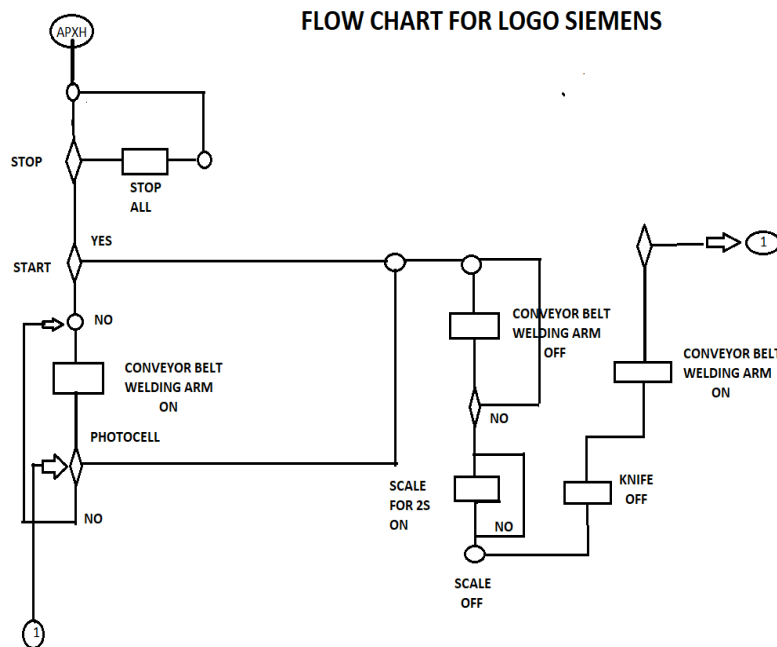 FLOW CHART FOR LOGO SIEMENS
APXH
STOP
STOP
ALL
YES
START
NO
CONVEYOR BELT
WELDING ARM
ON
PHOTOCELL
NO
1
CONVEYOR BELT
WELDING ARM
OFF
NO
SCALE
FOR 2S
ON
NO
SCALE
OFF
KNIFE
OFF
CONVEYOR BELT
WELDING ARM
ON
1